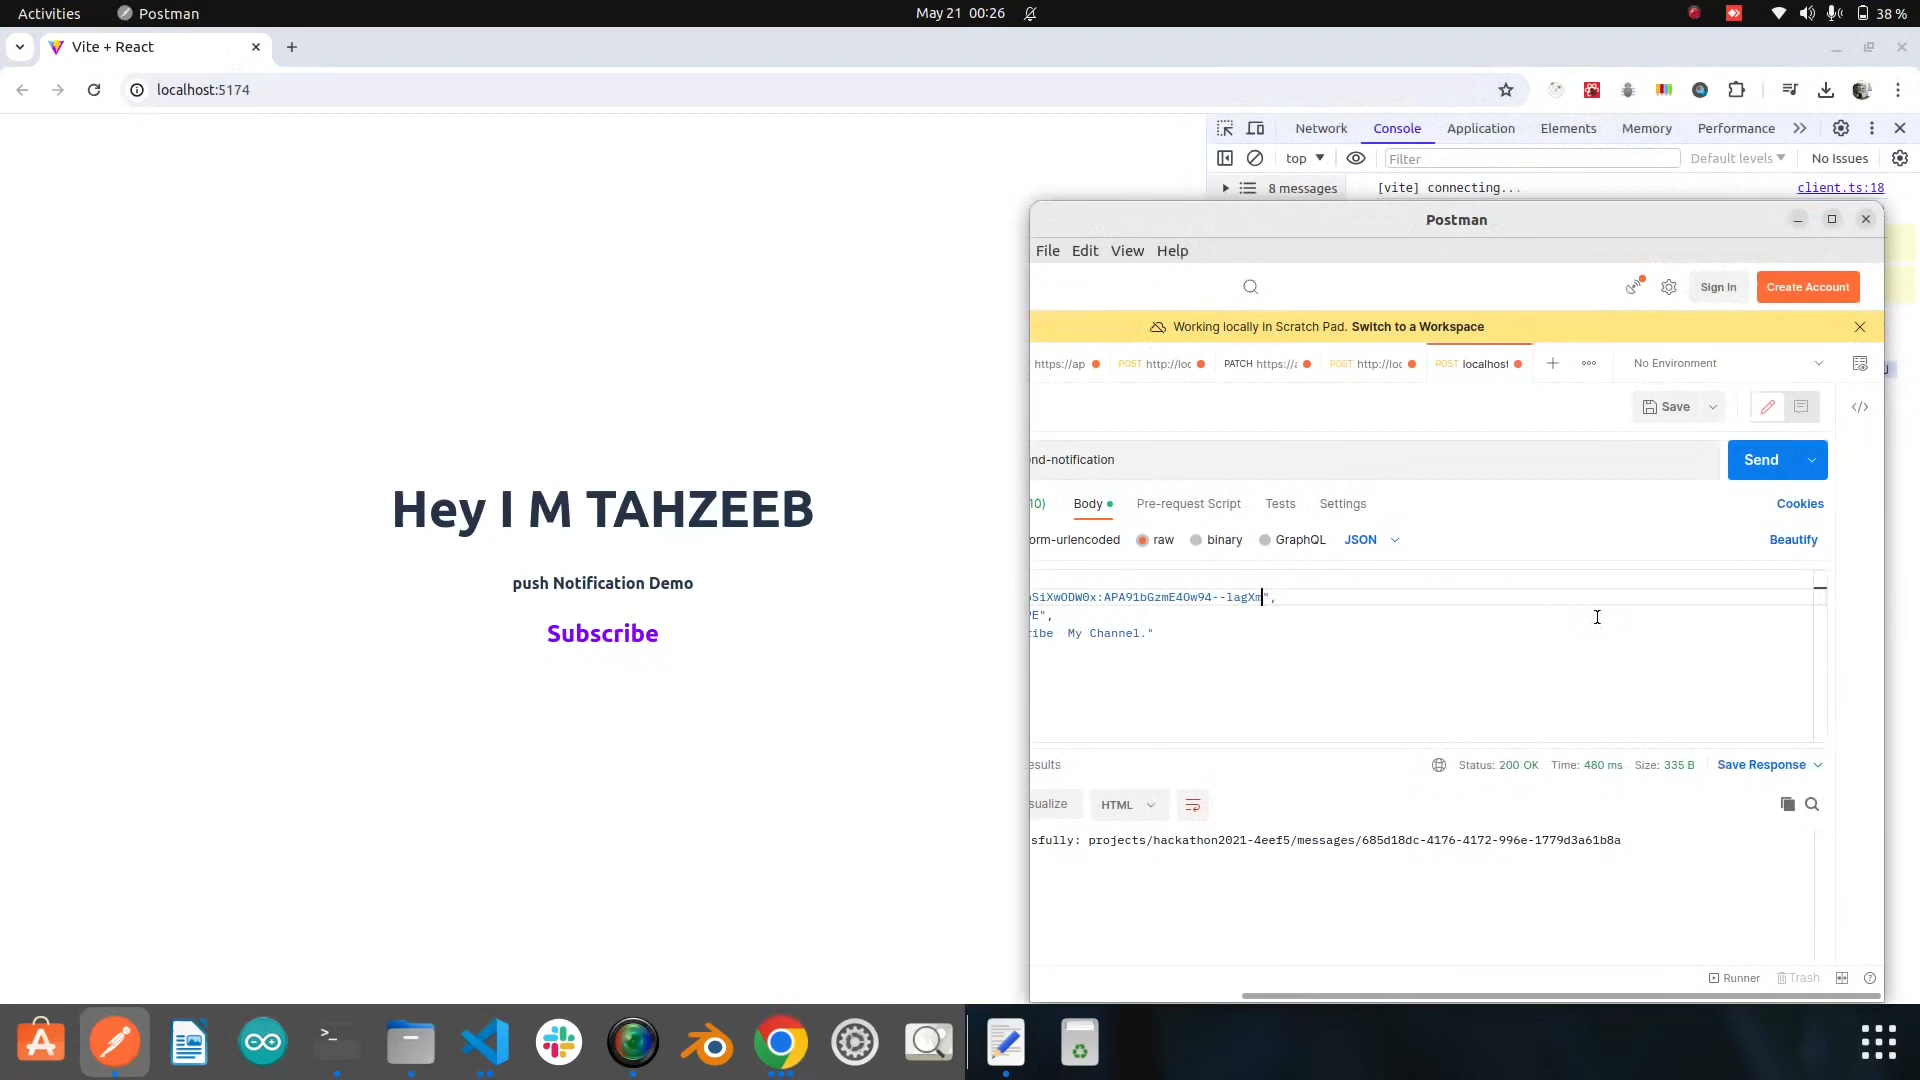 Activities Postman May 21 00:26 38 %
Vite + React
localhost:5174
Network Console Application Elements Memory Performance
top Filter Default levels No Issues
8 messages [vite] connecting... client.ts:18
Postman
File Edit View Help
Sign In Create Account
Working locally in Scratch Pad. Switch to a Workspace
https://ap POST http://loc PATCH https:// POST http://loc POST localhost No Environment
Save
nd-notification Send
10) Body Pre-request Script Tests Settings Cookies
orm-urlencoded raw binary GraphQL JSON Beautify
SiXwODW0x:APA91bGzmE4Ow94--lagXm",
E",
ribe My Channel."
Hey I M TAHZEEB
push Notification Demo
Subscribe
esults Status: 200 OK Time: 480 ms Size: 335 B Save Response
sualize HTML
sfully: projects/hackathon2021-4eef5/messages/685d18dc-4176-4172-996e-1779d3a61b8a
Runner Trash